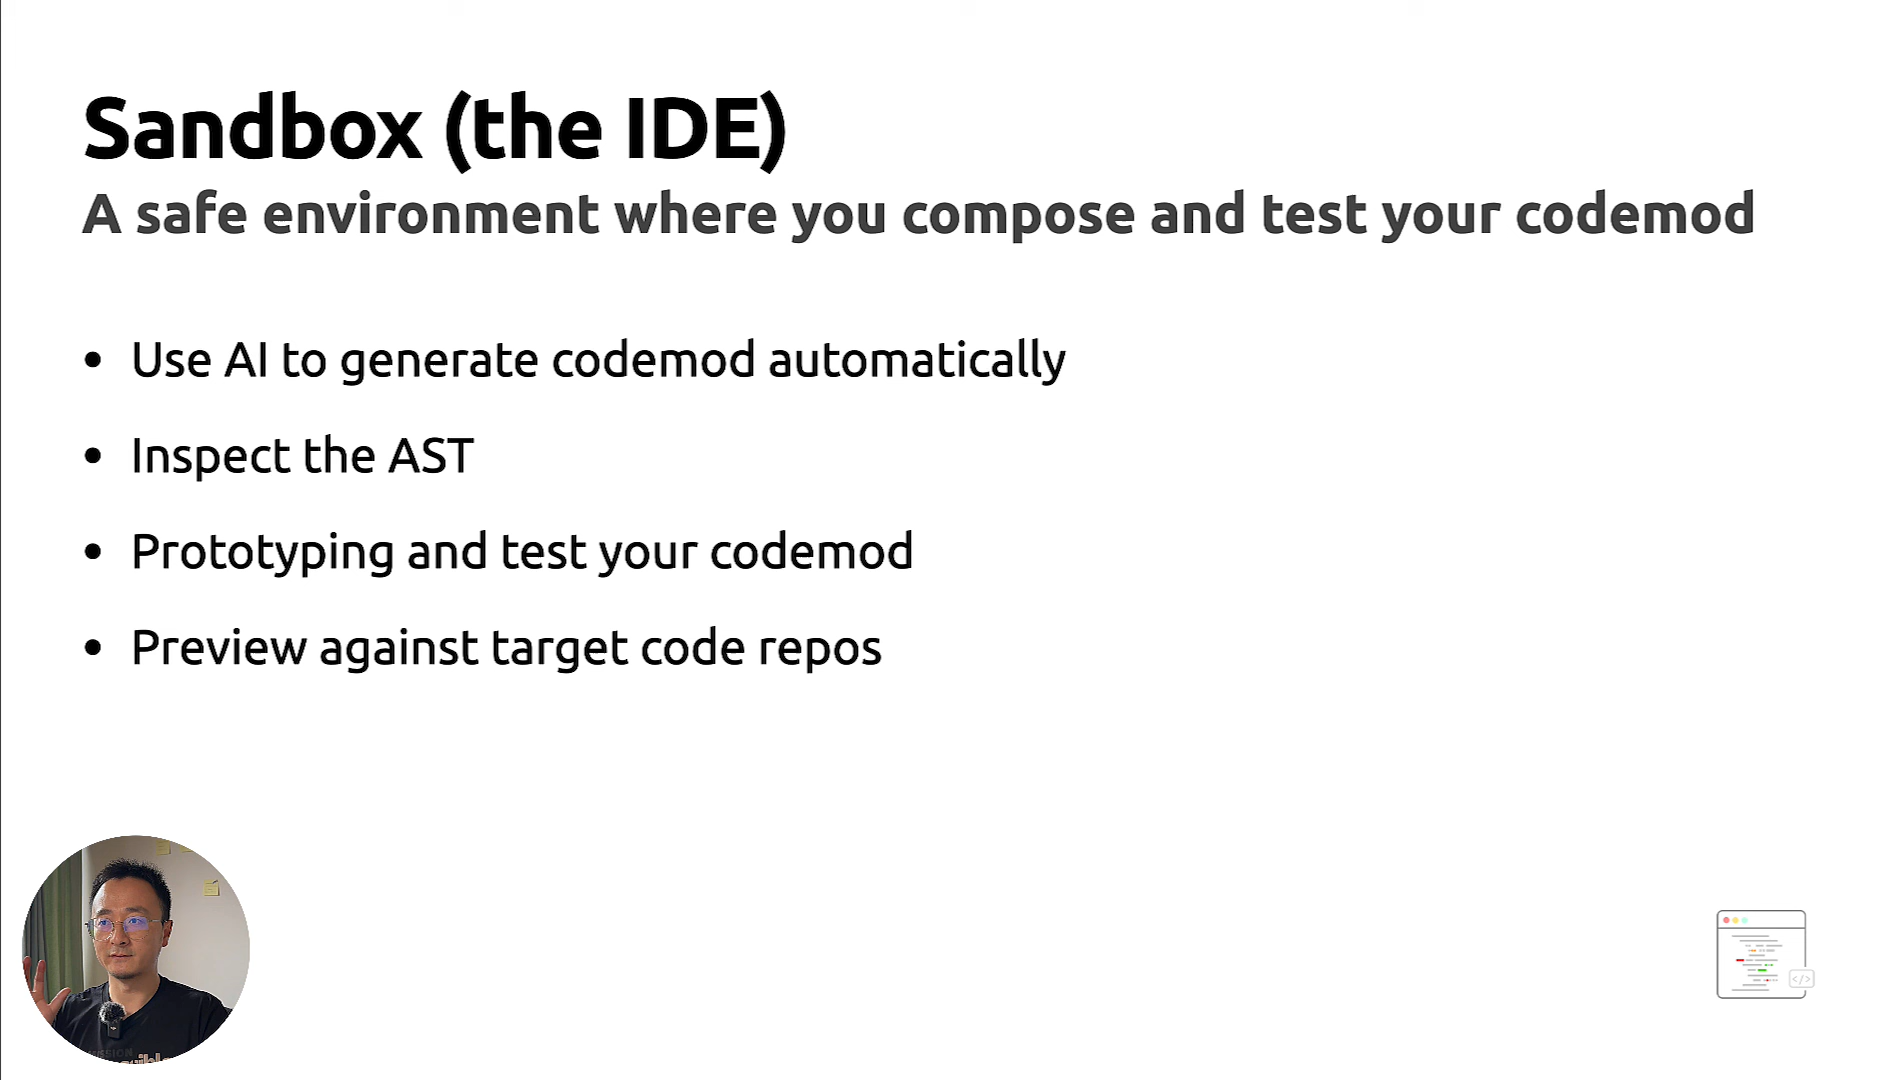 Sandbox (the IDE)
A safe environment where you compose and test your codemod
• Use AI to generate codemod automatically
• Inspect the AST
• Prototyping and test your codemod
• Preview against target code repos
</>